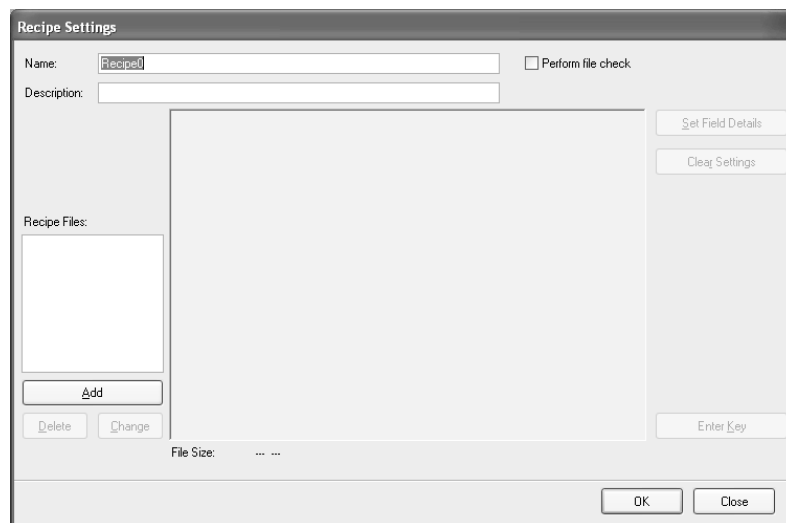 Recipe Settings
Name: Recipe0 Perform file check
Description:
Set Field Details
Clear Settings
Recipe Files:
Add
Delete Change Enter Key
File Size: --- ---
OK Close